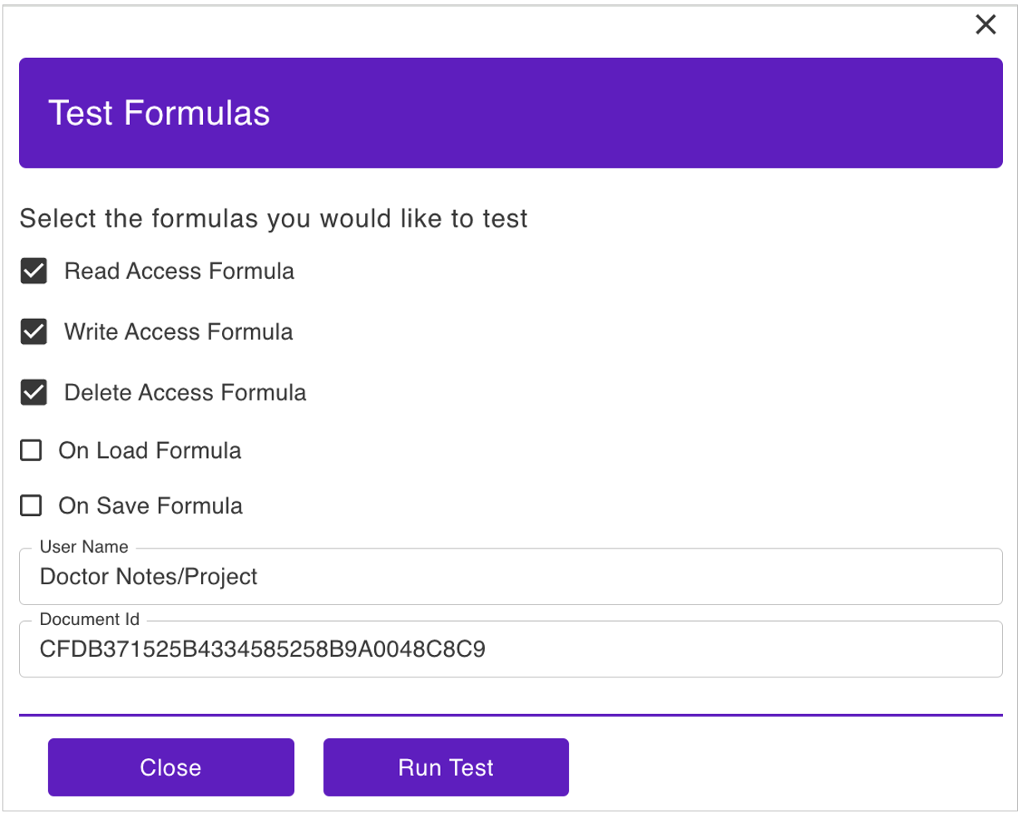 Test Formulas
Select the formulas you would like to test
Read Access Formula
Write Access Formula
Delete Access Formula
On Load Formula
On Save Formula
User Name
Doctor Notes/Project
Document Id
CFDB371525B4334585258B9A0048C8C9
Close
Run Test